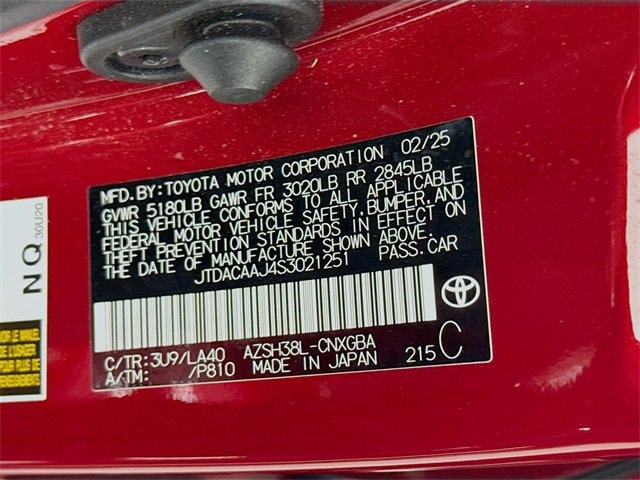 MFD. BY: TOYOTA MOTOR CORPORATION 02/25
GVWR 5180LB GAWR FR 3020LB RR 2845LB
THIS VEHICLE CONFORMS TO ALL APPLICABLE
FEDERAL MOTOR VEHICLE SAFETY, BUMPER, AND
THEFT PREVENTION STANDARDS IN EFFECT ON
THE DATE OF MANUFACTURE SHOWN ABOVE.
JTDACAAJ4S3021251 PASS. CAR
C/TR: 3U9/LA40 AZSH38L-CNXGBA
A/TM: /P810 MADE IN JAPAN 215 C
NQ
30U20